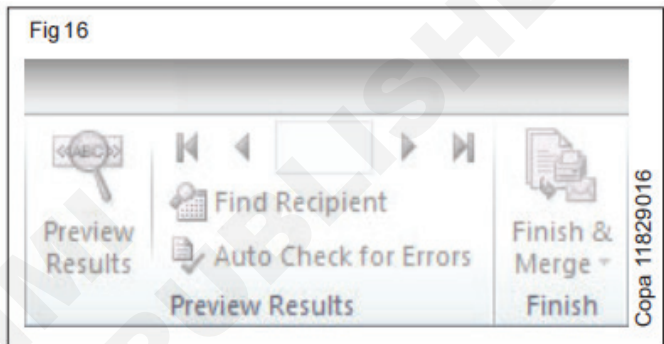 Fig 16
«ABC»
Preview Results
Find Recipient
Auto Check for Errors
Preview Results
Finish & Merge
Finish
Copa 11829016